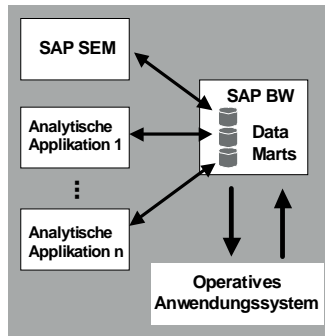 SAP SEM
SAP BW
Data
Marts
Analytische
Applikation 1
Analytische
Applikation n
Operatives
Anwendungssystem